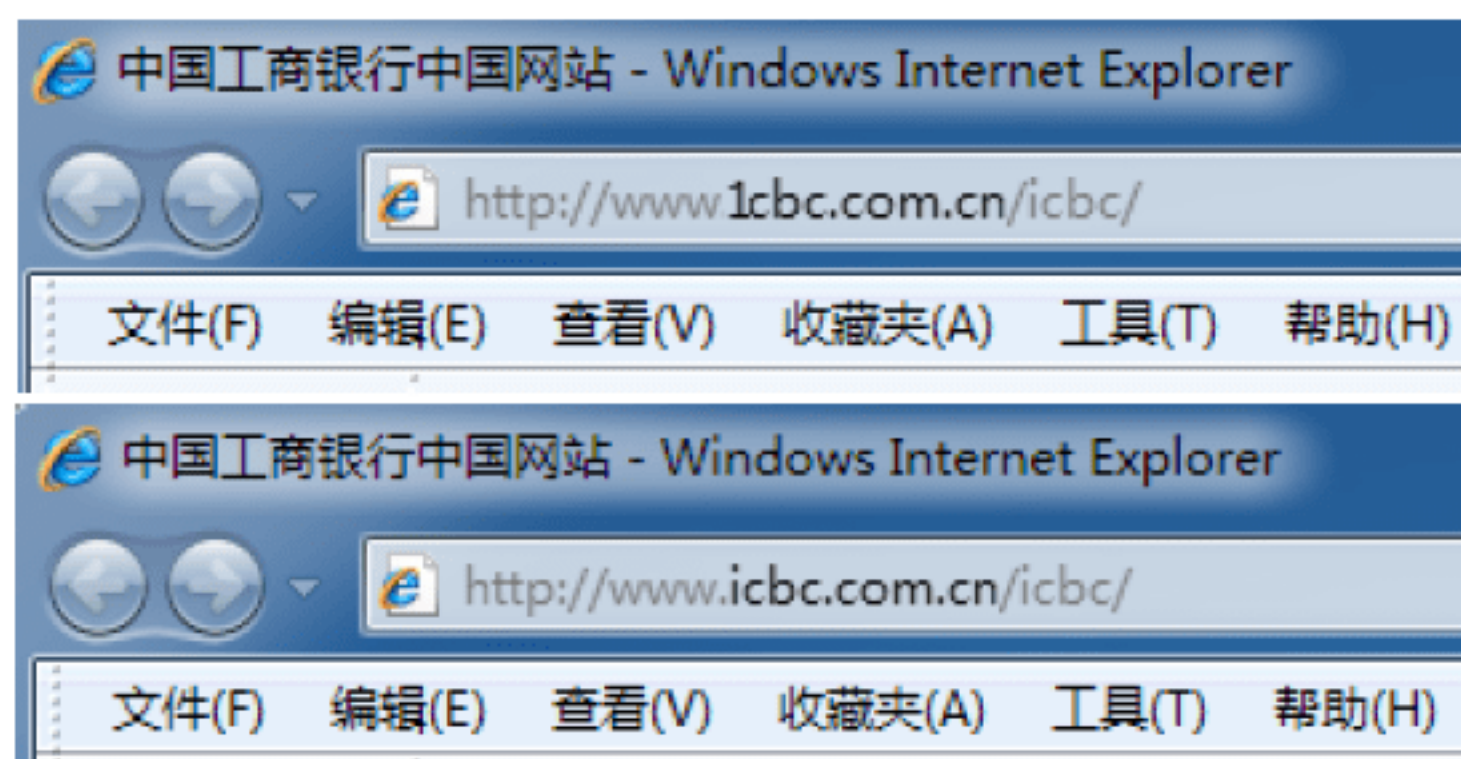 中国工商银行中国网站 - Windows Internet Explorer
http://www.1cbc.com.cn/icbc/
文件(F) 编辑(E) 查看(V) 收藏夹(A) 工具(T) 帮助(H)
中国工商银行中国网站 - Windows Internet Explorer
http://www.icbc.com.cn/icbc/
文件(F) 编辑(E) 查看(V) 收藏夹(A) 工具(T) 帮助(H)